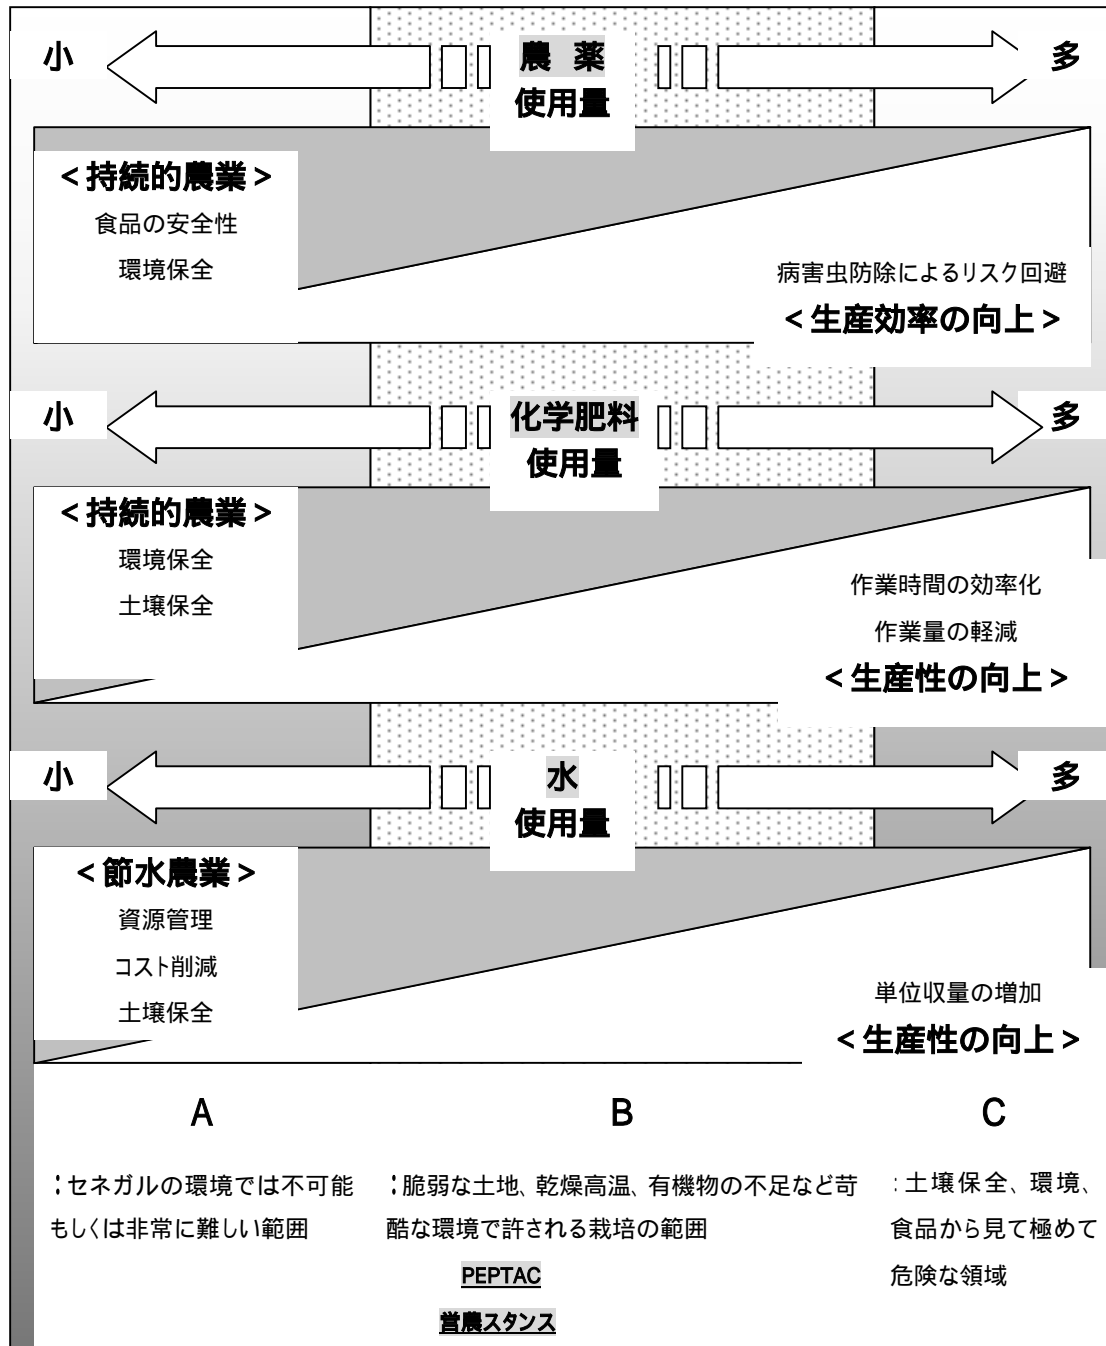 小
農 薬
使用量
多
<持続的農業>
食品の安全性
環境保全
病害虫防除によるリスク回避
<生産効率の向上>
小
化学肥料
使用量
多
<持続的農業>
環境保全
土壌保全
作業時間の効率化
作業量の軽減
<生産性の向上>
小
水
使用量
多
<節水農業>
資源管理
コスト削減
土壌保全
単位収量の増加
<生産性の向上>
A
:セネガルの環境では不可能
もしくは非常に難しい範囲
B
:脆弱な土地、乾燥高温、有機物の不足など苛
酷な環境で許される栽培の範囲
PEPTAC
営農スタンス
C
:土壌保全、環境、
食品から見て極めて
危険な領域